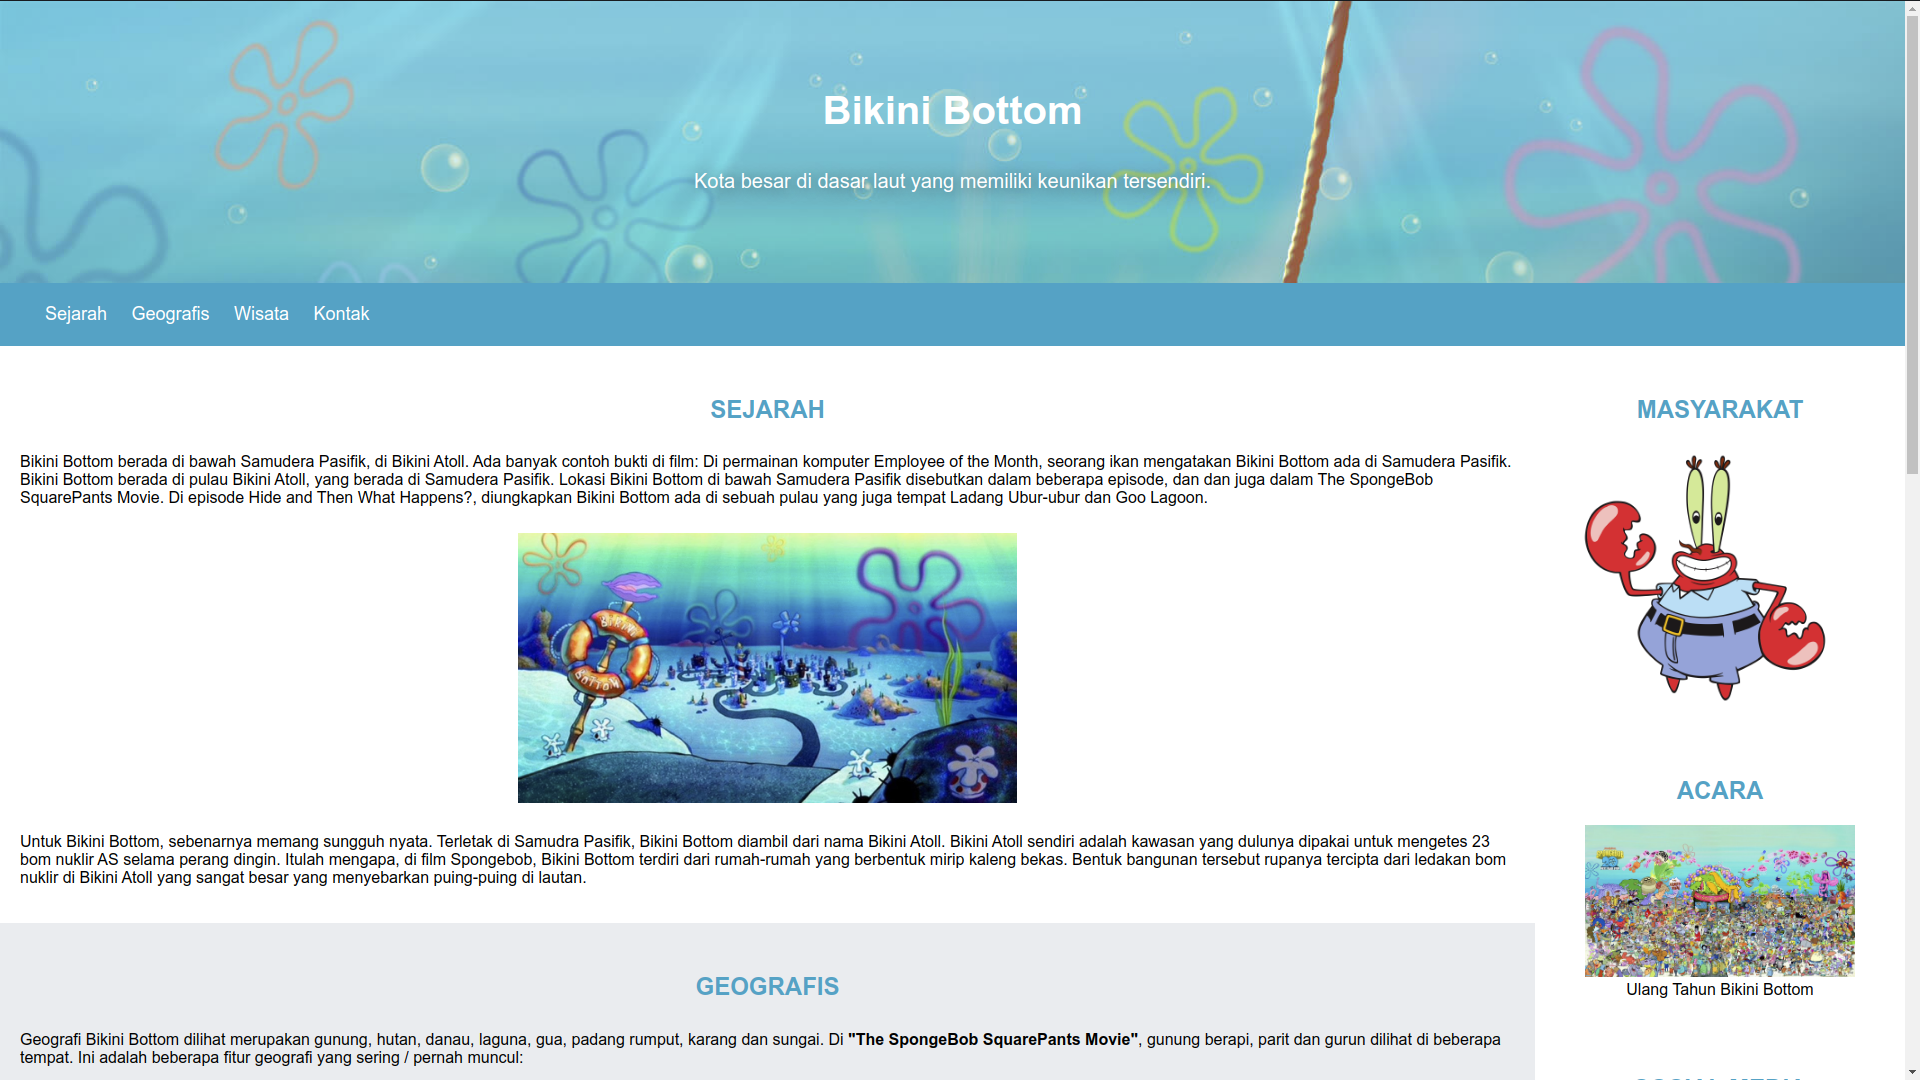 Bikini Bottom
Kota besar di dasar laut yang memiliki keunikan tersendiri.
Sejarah
Geografis
Wisata
Kontak
SEJARAH
Bikini Bottom berada di bawah Samudera Pasifik, di Bikini Atoll. Ada banyak contoh bukti di film: Di permainan komputer Employee of the Month, seorang ikan mengatakan Bikini Bottom ada di Samudera Pasifik.
Bikini Bottom berada di pulau Bikini Atoll, yang berada di Samudera Pasifik. Lokasi Bikini Bottom di bawah Samudera Pasifik disebutkan dalam beberapa episode, dan dan juga dalam The SpongeBob
SquarePants Movie. Di episode Hide and Then What Happens?, diungkapkan Bikini Bottom ada di sebuah pulau yang juga tempat Ladang Ubur-ubur dan Goo Lagoon.
BIKINI
BOTTOM
Untuk Bikini Bottom, sebenarnya memang sungguh nyata. Terletak di Samudra Pasifik, Bikini Bottom diambil dari nama Bikini Atoll. Bikini Atoll sendiri adalah kawasan yang dulunya dipakai untuk mengetes 23
bom nuklir AS selama perang dingin. Itulah mengapa, di film Spongebob, Bikini Bottom terdiri dari rumah-rumah yang berbentuk mirip kaleng bekas. Bentuk bangunan tersebut rupanya tercipta dari ledakan bom
nuklir di Bikini Atoll yang sangat besar yang menyebarkan puing-puing di lautan.
GEOGRAFIS
Geografi Bikini Bottom dilihat merupakan gunung, hutan, danau, laguna, gua, padang rumput, karang dan sungai. Di "The SpongeBob SquarePants Movie", gunung berapi, parit dan gurun dilihat di beberapa
tempat. Ini adalah beberapa fitur geografi yang sering / pernah muncul:
MASYARAKAT
ACARA
Ulang Tahun Bikini Bottom